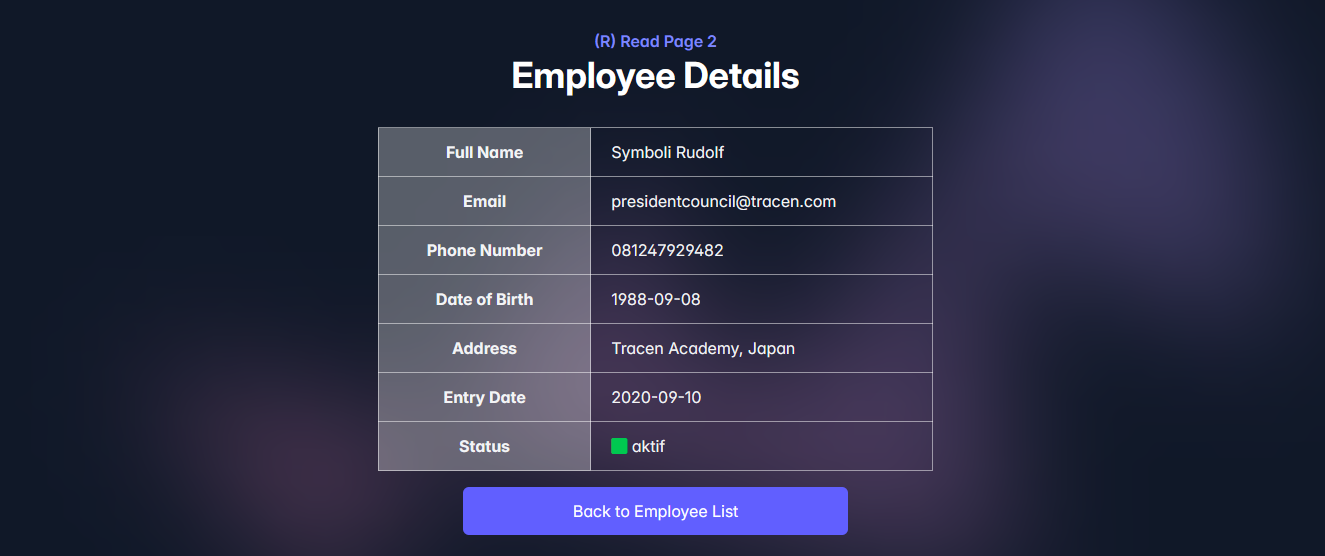 (R) Read Page 2
Employee Details
Full Name Symboli Rudolf
Email presidentcouncil@tracen.com
Phone Number 081247929482
Date of Birth 1988-09-08
Address Tracen Academy, Japan
Entry Date 2020-09-10
Status aktif
Back to Employee List